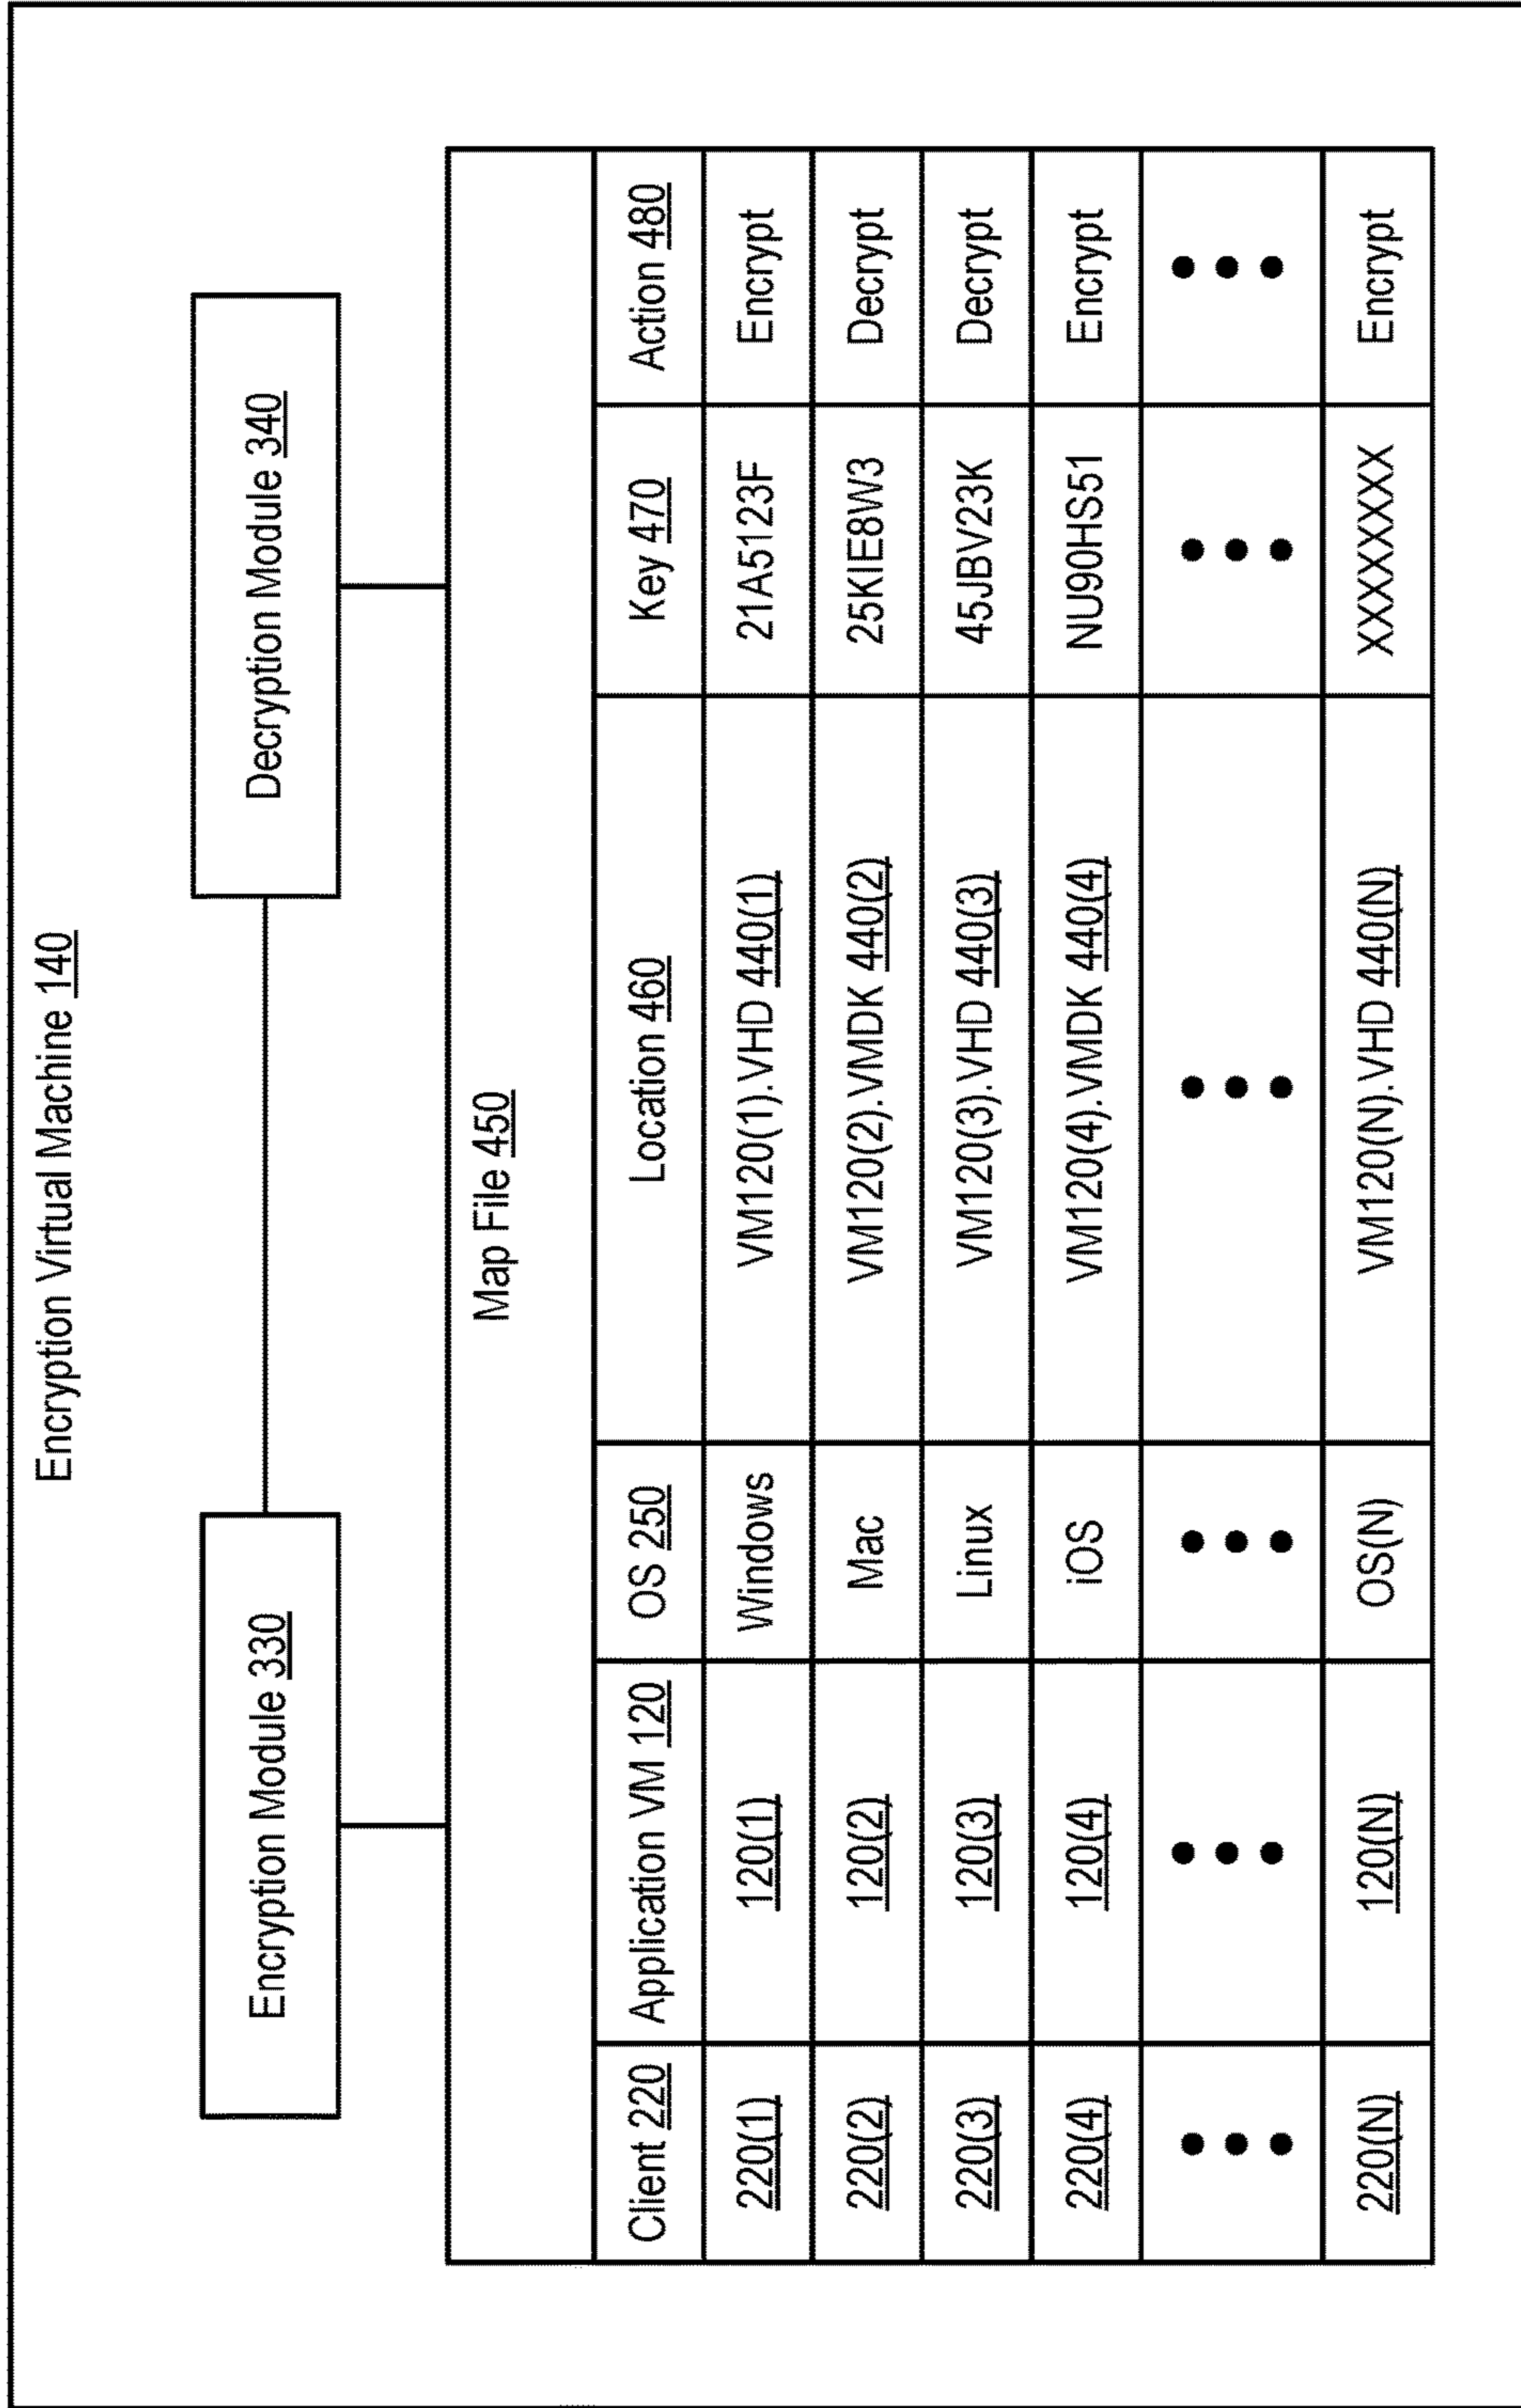 Encryption Virtual Machine 140
Encryption Module 330
Decryption Module 340
Map File 450
Client 220 Application VM 120 OS 250 Location 460 Key 470 Action 480
220(1) 120(1) Windows VM120(1).VHD 440(1) 21A5123F Encrypt
220(2) 120(2) Mac VM120(2).VMDK 440(2) 25KIE8W3 Decrypt
220(3) 120(3) Linux VM120(3).VHD 440(3) 45JBV23K Decrypt
220(4) 120(4) iOS VM120(4).VMDK 440(4) NU90HS51 Encrypt
220(N) 120(N) OS(N) VM120(N).VHD 440(N) XXXXXXXX Encrypt